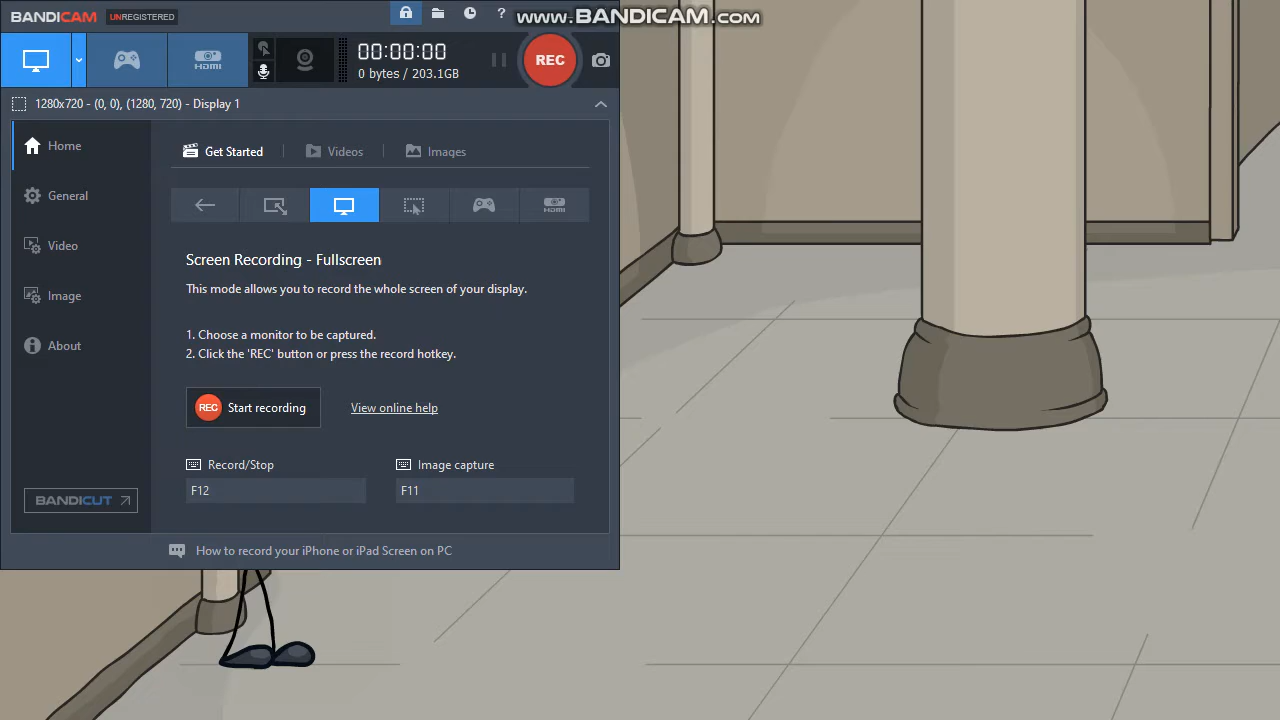 BANDICAM UNREGISTERED
?
www.BANDICAM.com
HDMI
00:00:00
0 bytes / 203.1GB
REC
1280x720 - (0, 0), (1280, 720) - Display 1
Home
General
Video
Image
About
BANDICUT
Get Started
Videos
Images
HDMI
Screen Recording - Fullscreen
This mode allows you to record the whole screen of your display.
1. Choose a monitor to be captured.
2. Click the 'REC' button or press the record hotkey.
REC Start recording
View online help
Record/Stop
Image capture
F12
F11
How to record your iPhone or iPad Screen on PC